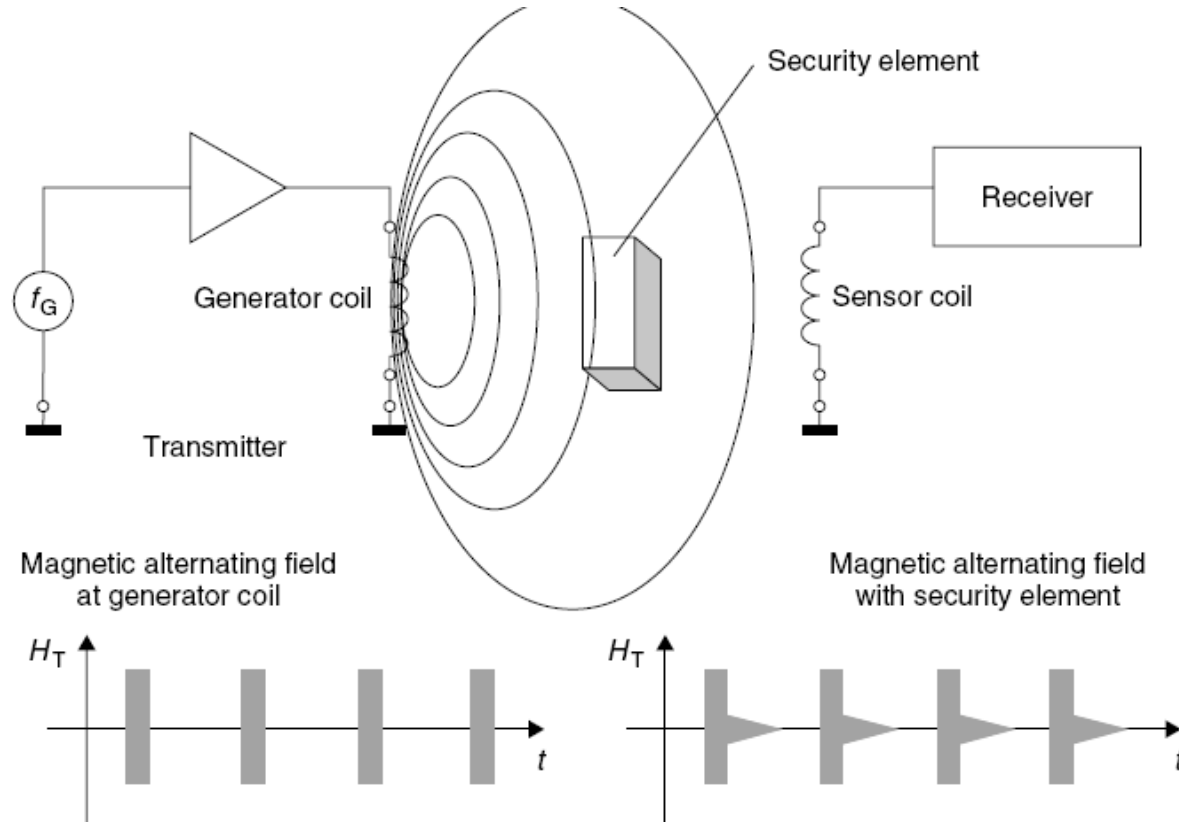 Security element
Receiver
f_G
Generator coil
Sensor coil
Transmitter
Magnetic alternating field
at generator coil
Magnetic alternating field
with security element
H_T
t
H_T
t